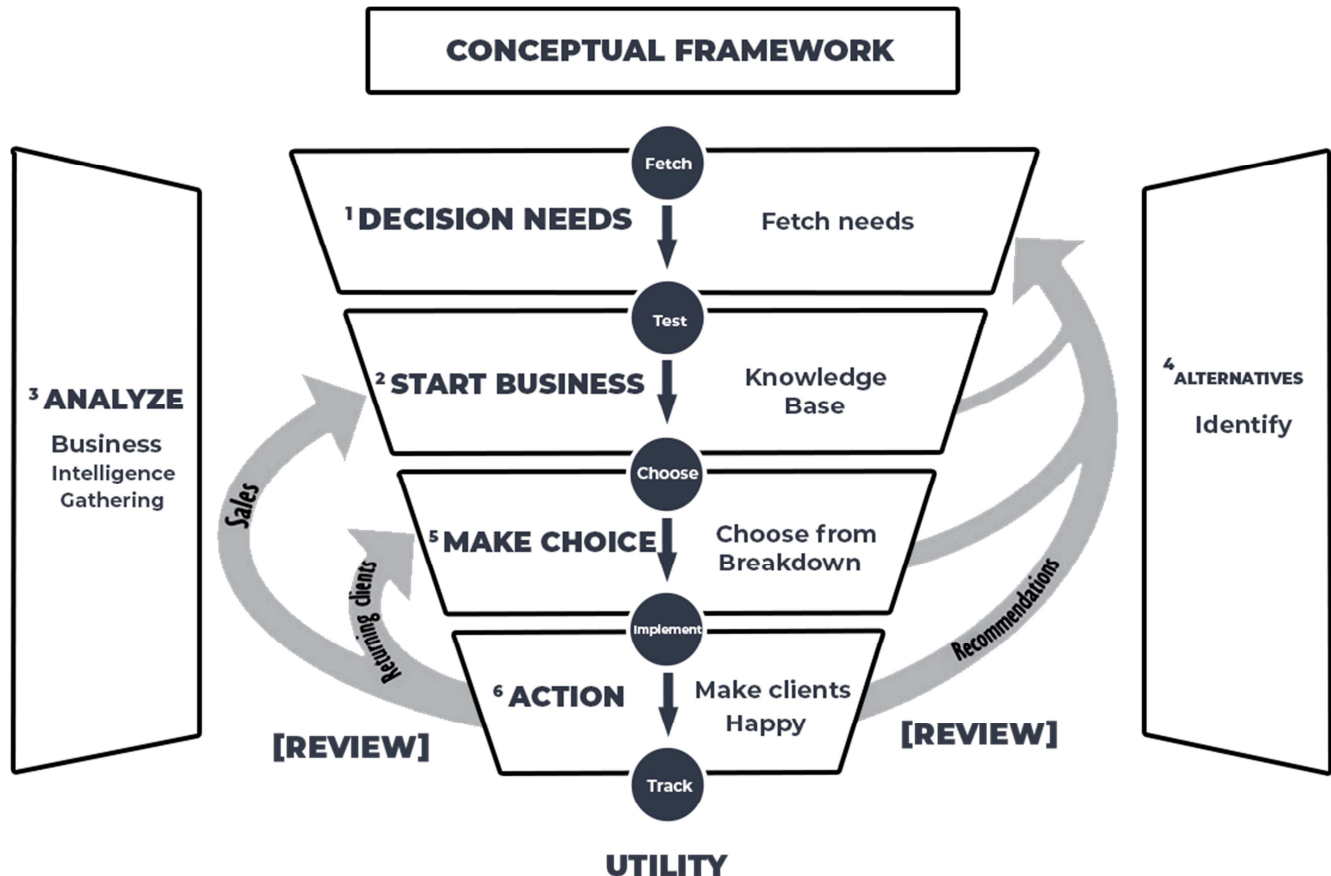 CONCEPTUAL FRAMEWORK
Fetch
1 DECISION NEEDS
Fetch needs
Test
2 START BUSINESS
Knowledge
Base
3 ANALYZE
Business
Intelligence
Gathering
4 ALTERNATIVES
Identify
Choose
Sales
5 MAKE CHOICE
Choose from
Breakdown
Returning clients
Recommendations
Implement
6 ACTION
Make clients
Happy
[REVIEW]
[REVIEW]
Track
UTILITY